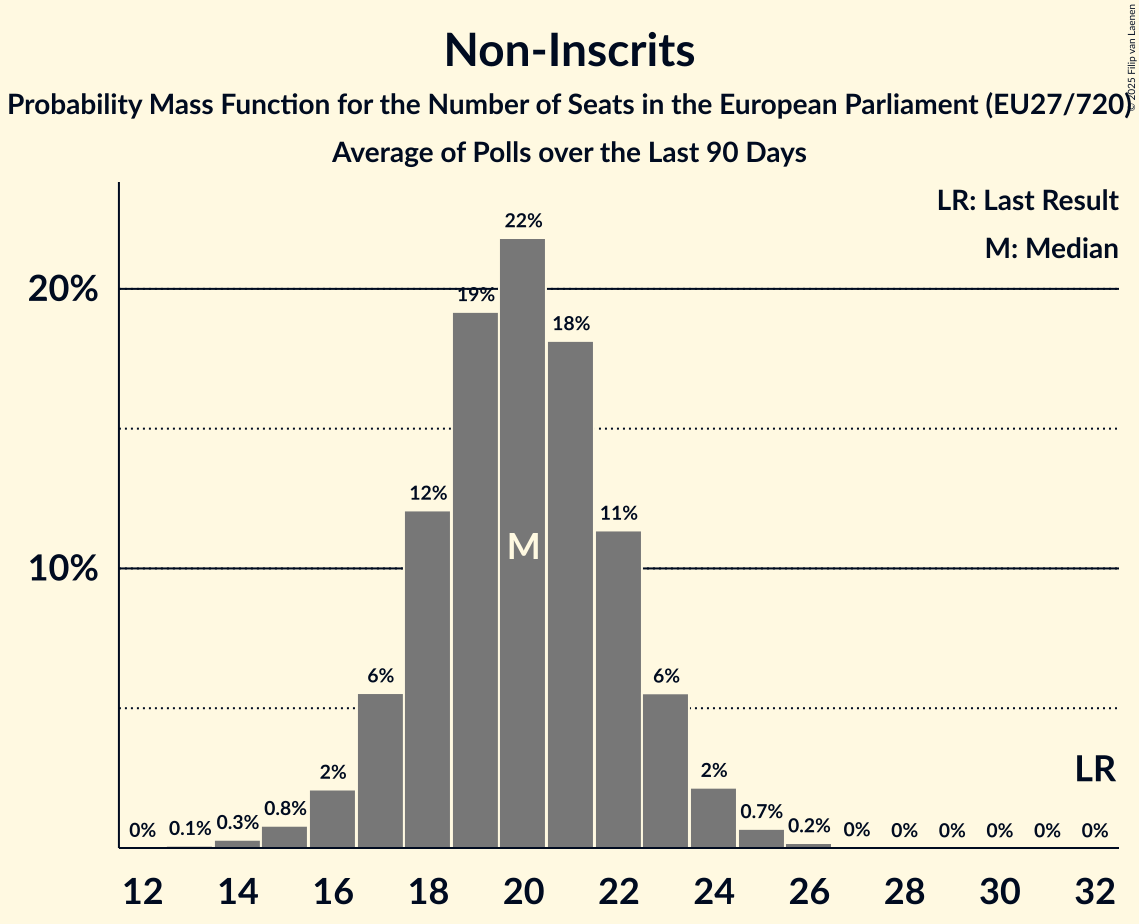 Non-Inscrits
Probability Mass Function for the Number of Seats in the European Parliament (EU27/720)
Average of Polls over the Last 90 Days
© 2025 Filip van Laenen
LR: Last Result
M: Median
22%
20%
19%
18%
12%
11%
M
10%
6%
6%
2%
2%
LR
0%
0.1%
0.3%
0.8%
0.7%
0.2%
0%
0%
0%
0%
0%
0%
12 14 16 18 20 22 24 26 28 30 32